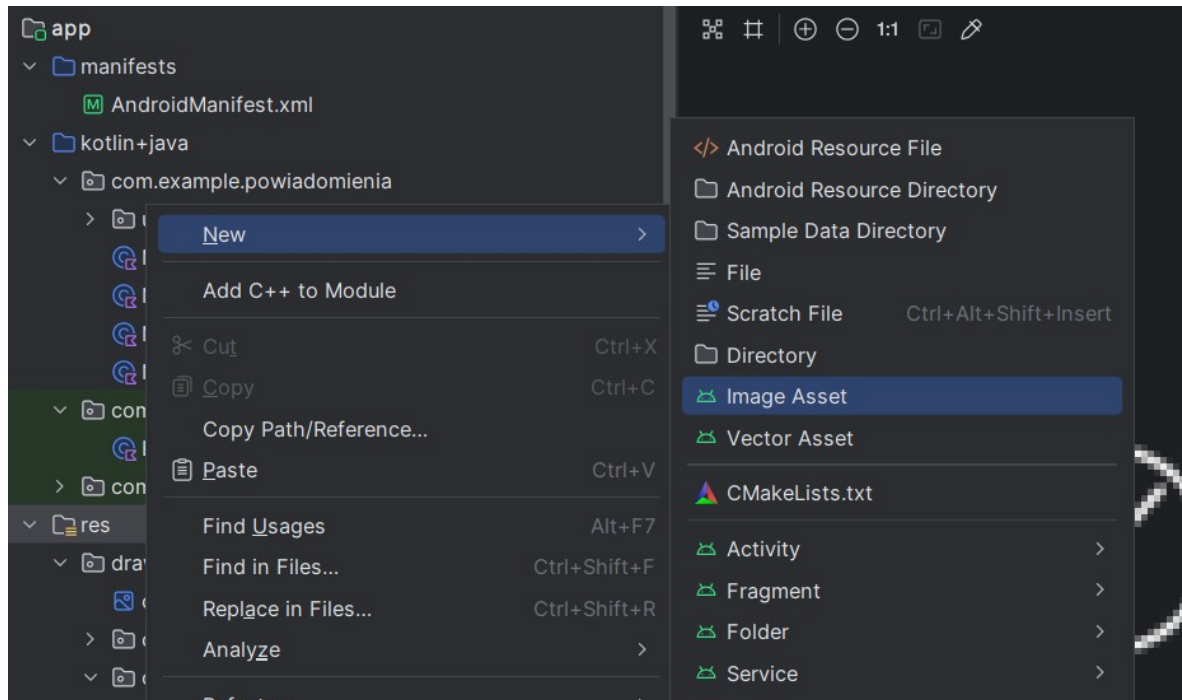 app
manifests
AndroidManifest.xml
kotlin+java
com.example.powiadomienia
com
com
res
New
Add C++ to Module
Cut Ctrl+X
Copy Ctrl+C
Copy Path/Reference...
Paste Ctrl+V
Find Usages Alt+F7
Find in Files... Ctrl+Shift+F
Replace in Files... Ctrl+Shift+R
Analyze
1:1
Android Resource File
Android Resource Directory
Sample Data Directory
File
Scratch File Ctrl+Alt+Shift+Insert
Directory
Image Asset
Vector Asset
CMakeLists.txt
Activity
Fragment
Folder
Service